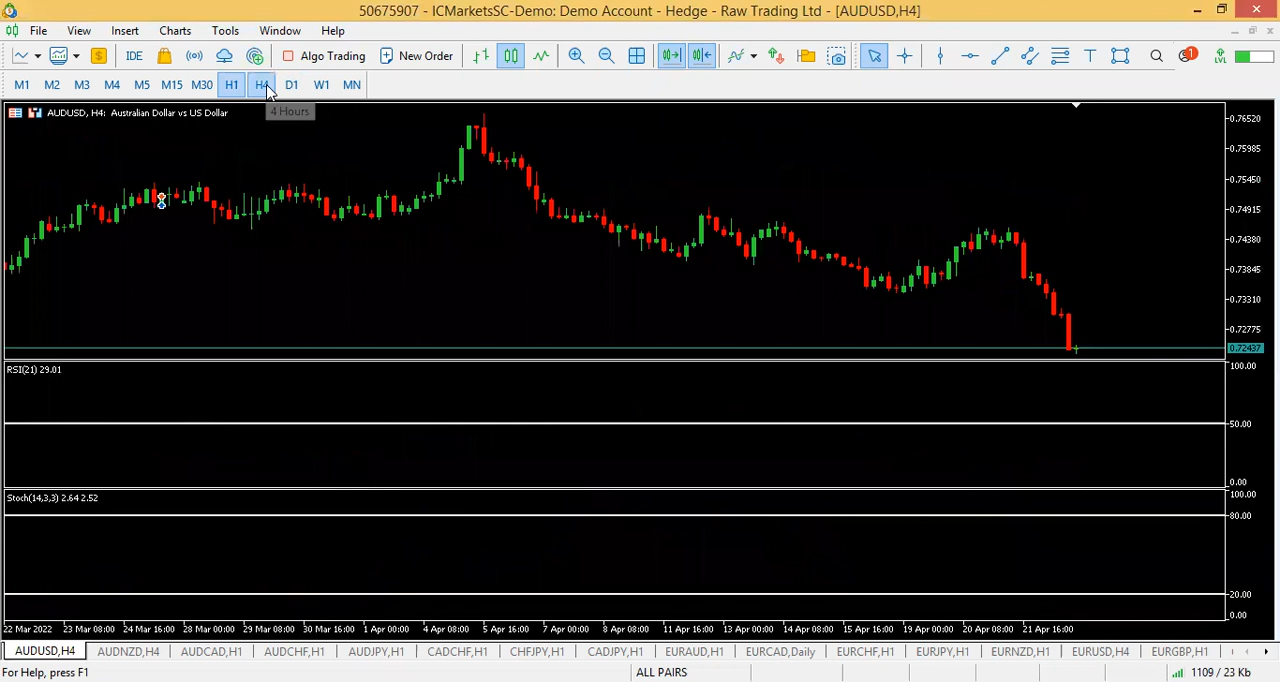 50675907 - ICMarketsSC-Demo: Demo Account - Hedge - Raw Trading Ltd - [AUDUSD,H4]
File View Insert Charts Tools Window Help
IDE Algo Trading New Order 1 LVL
M1 M2 M3 M4 M5 M15 M30 H1 H4 D1 W1 MN
4 Hours
AUDUSD, H4: Australian Dollar vs US Dollar
0.76520
0.75985
0.75450
0.74915
0.74380
0.73845
0.73310
0.72775
0.72437
RSI(21) 29.01
100.00
50.00
0.00
Stoch(14,3,3) 2.64 2.52
100.00
80.00
20.00
0.00
22 Mar 2022 23 Mar 08:00 24 Mar 16:00 28 Mar 00:00 29 Mar 08:00 30 Mar 16:00 1 Apr 00:00 4 Apr 08:00 5 Apr 16:00 7 Apr 00:00 8 Apr 08:00 11 Apr 16:00 13 Apr 00:00 14 Apr 08:00 15 Apr 16:00 19 Apr 00:00 20 Apr 08:00 21 Apr 16:00
AUDUSD,H4 AUDNZD,H4 AUDCAD,H1 AUDCHF,H1 AUDJPY,H1 CADCHF,H1 CHFJPY,H1 CADJPY,H1 EURAUD,H1 EURCAD,Daily EURCHF,H1 EURJPY,H1 EURNZD,H1 EURUSD,H4 EURGBP,H1
For Help, press F1 ALL PAIRS 1109 / 23 Kb